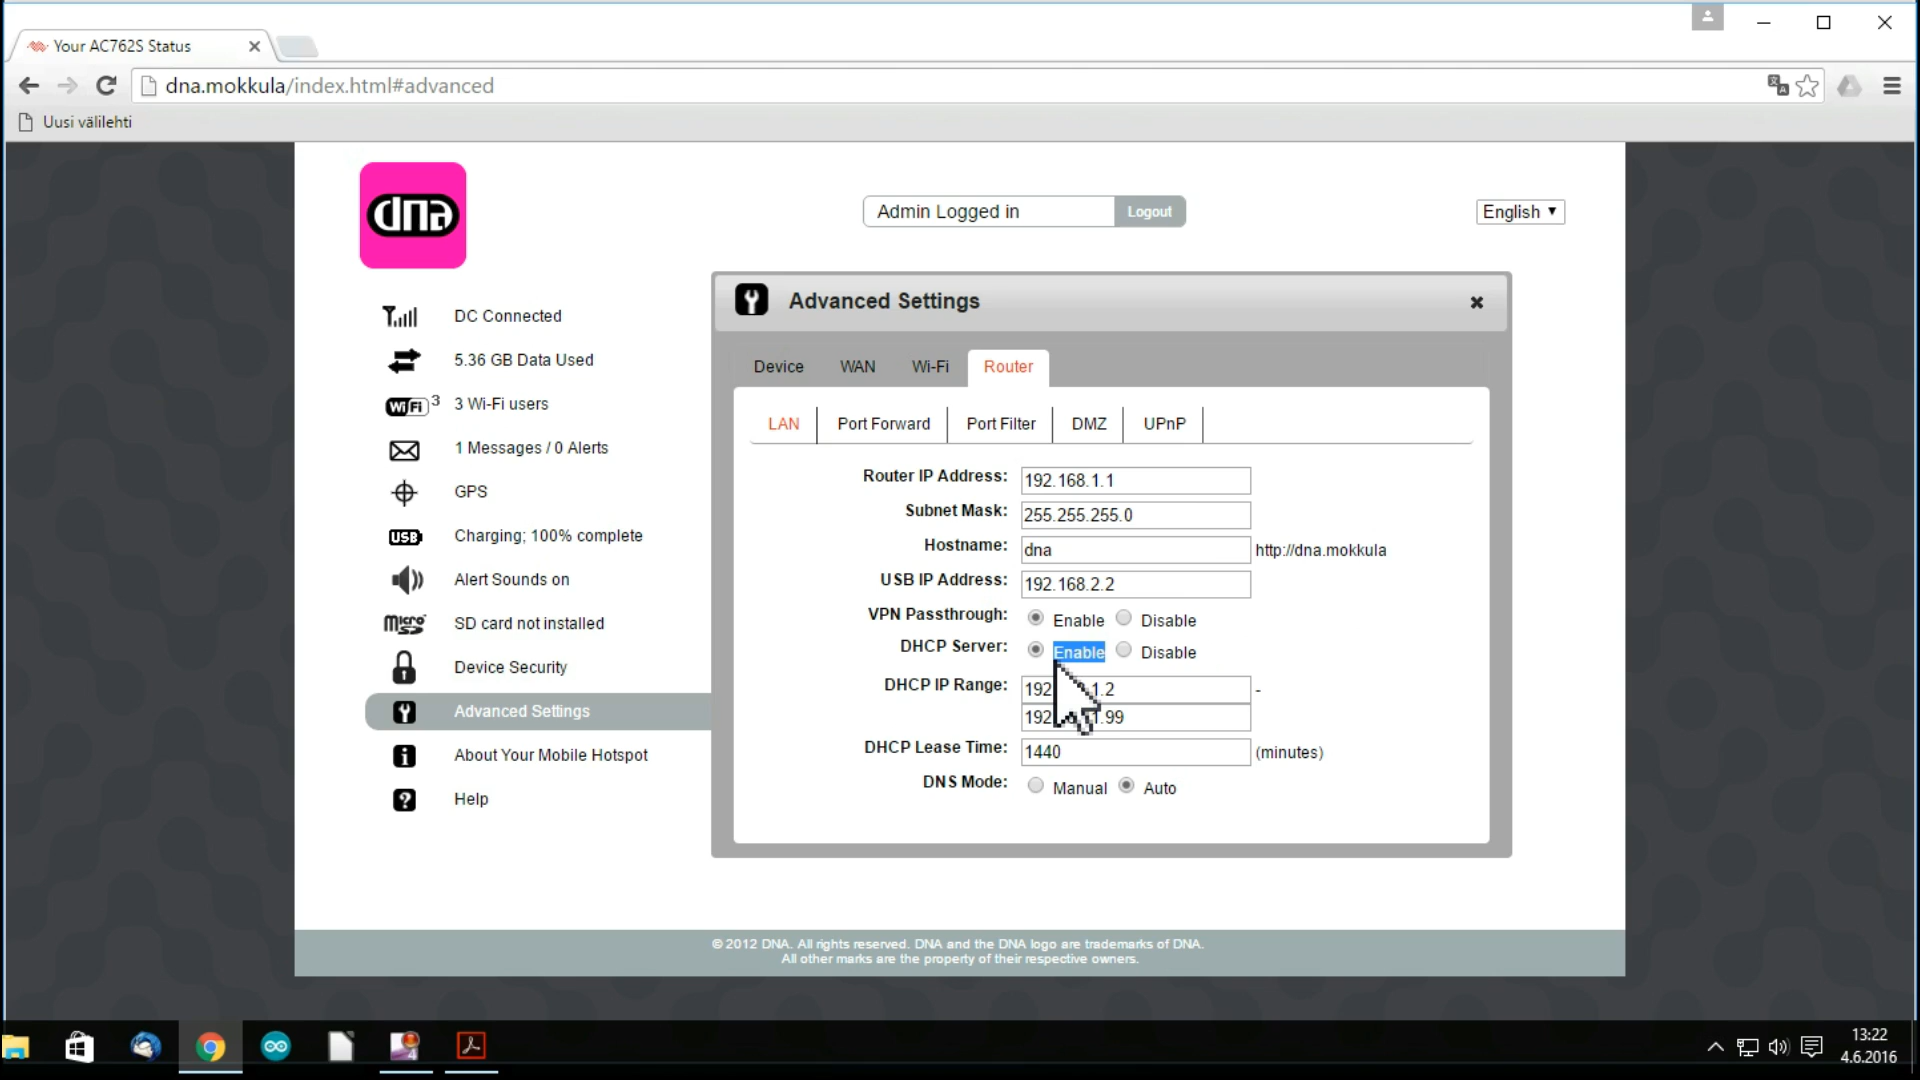 Your AC762S Status
dna.mokkula/index.html#advanced
Uusi välilehti
dna
Admin Logged in
Logout
English
DC Connected
5.36 GB Data Used
WiFi 3
3 Wi-Fi users
1 Messages / 0 Alerts
GPS
USB
Charging; 100% complete
Alert Sounds on
Micro SD
SD card not installed
Device Security
Advanced Settings
About Your Mobile Hotspot
Help
Advanced Settings
Device WAN Wi-Fi Router
LAN Port Forward Port Filter DMZ UPnP
Router IP Address: 192.168.1.1
Subnet Mask: 255.255.255.0
Hostname: dna http://dna.mokkula
USB IP Address: 192.168.2.2
VPN Passthrough: Enable Disable
DHCP Server: Enable Disable
DHCP IP Range: 192 1.2 -
192 1.99
DHCP Lease Time: 1440 (minutes)
DNS Mode: Manual Auto
© 2012 DNA. All rights reserved. DNA and the DNA logo are trademarks of DNA.
All other marks are the property of their respective owners.
13:22
4.6.2016